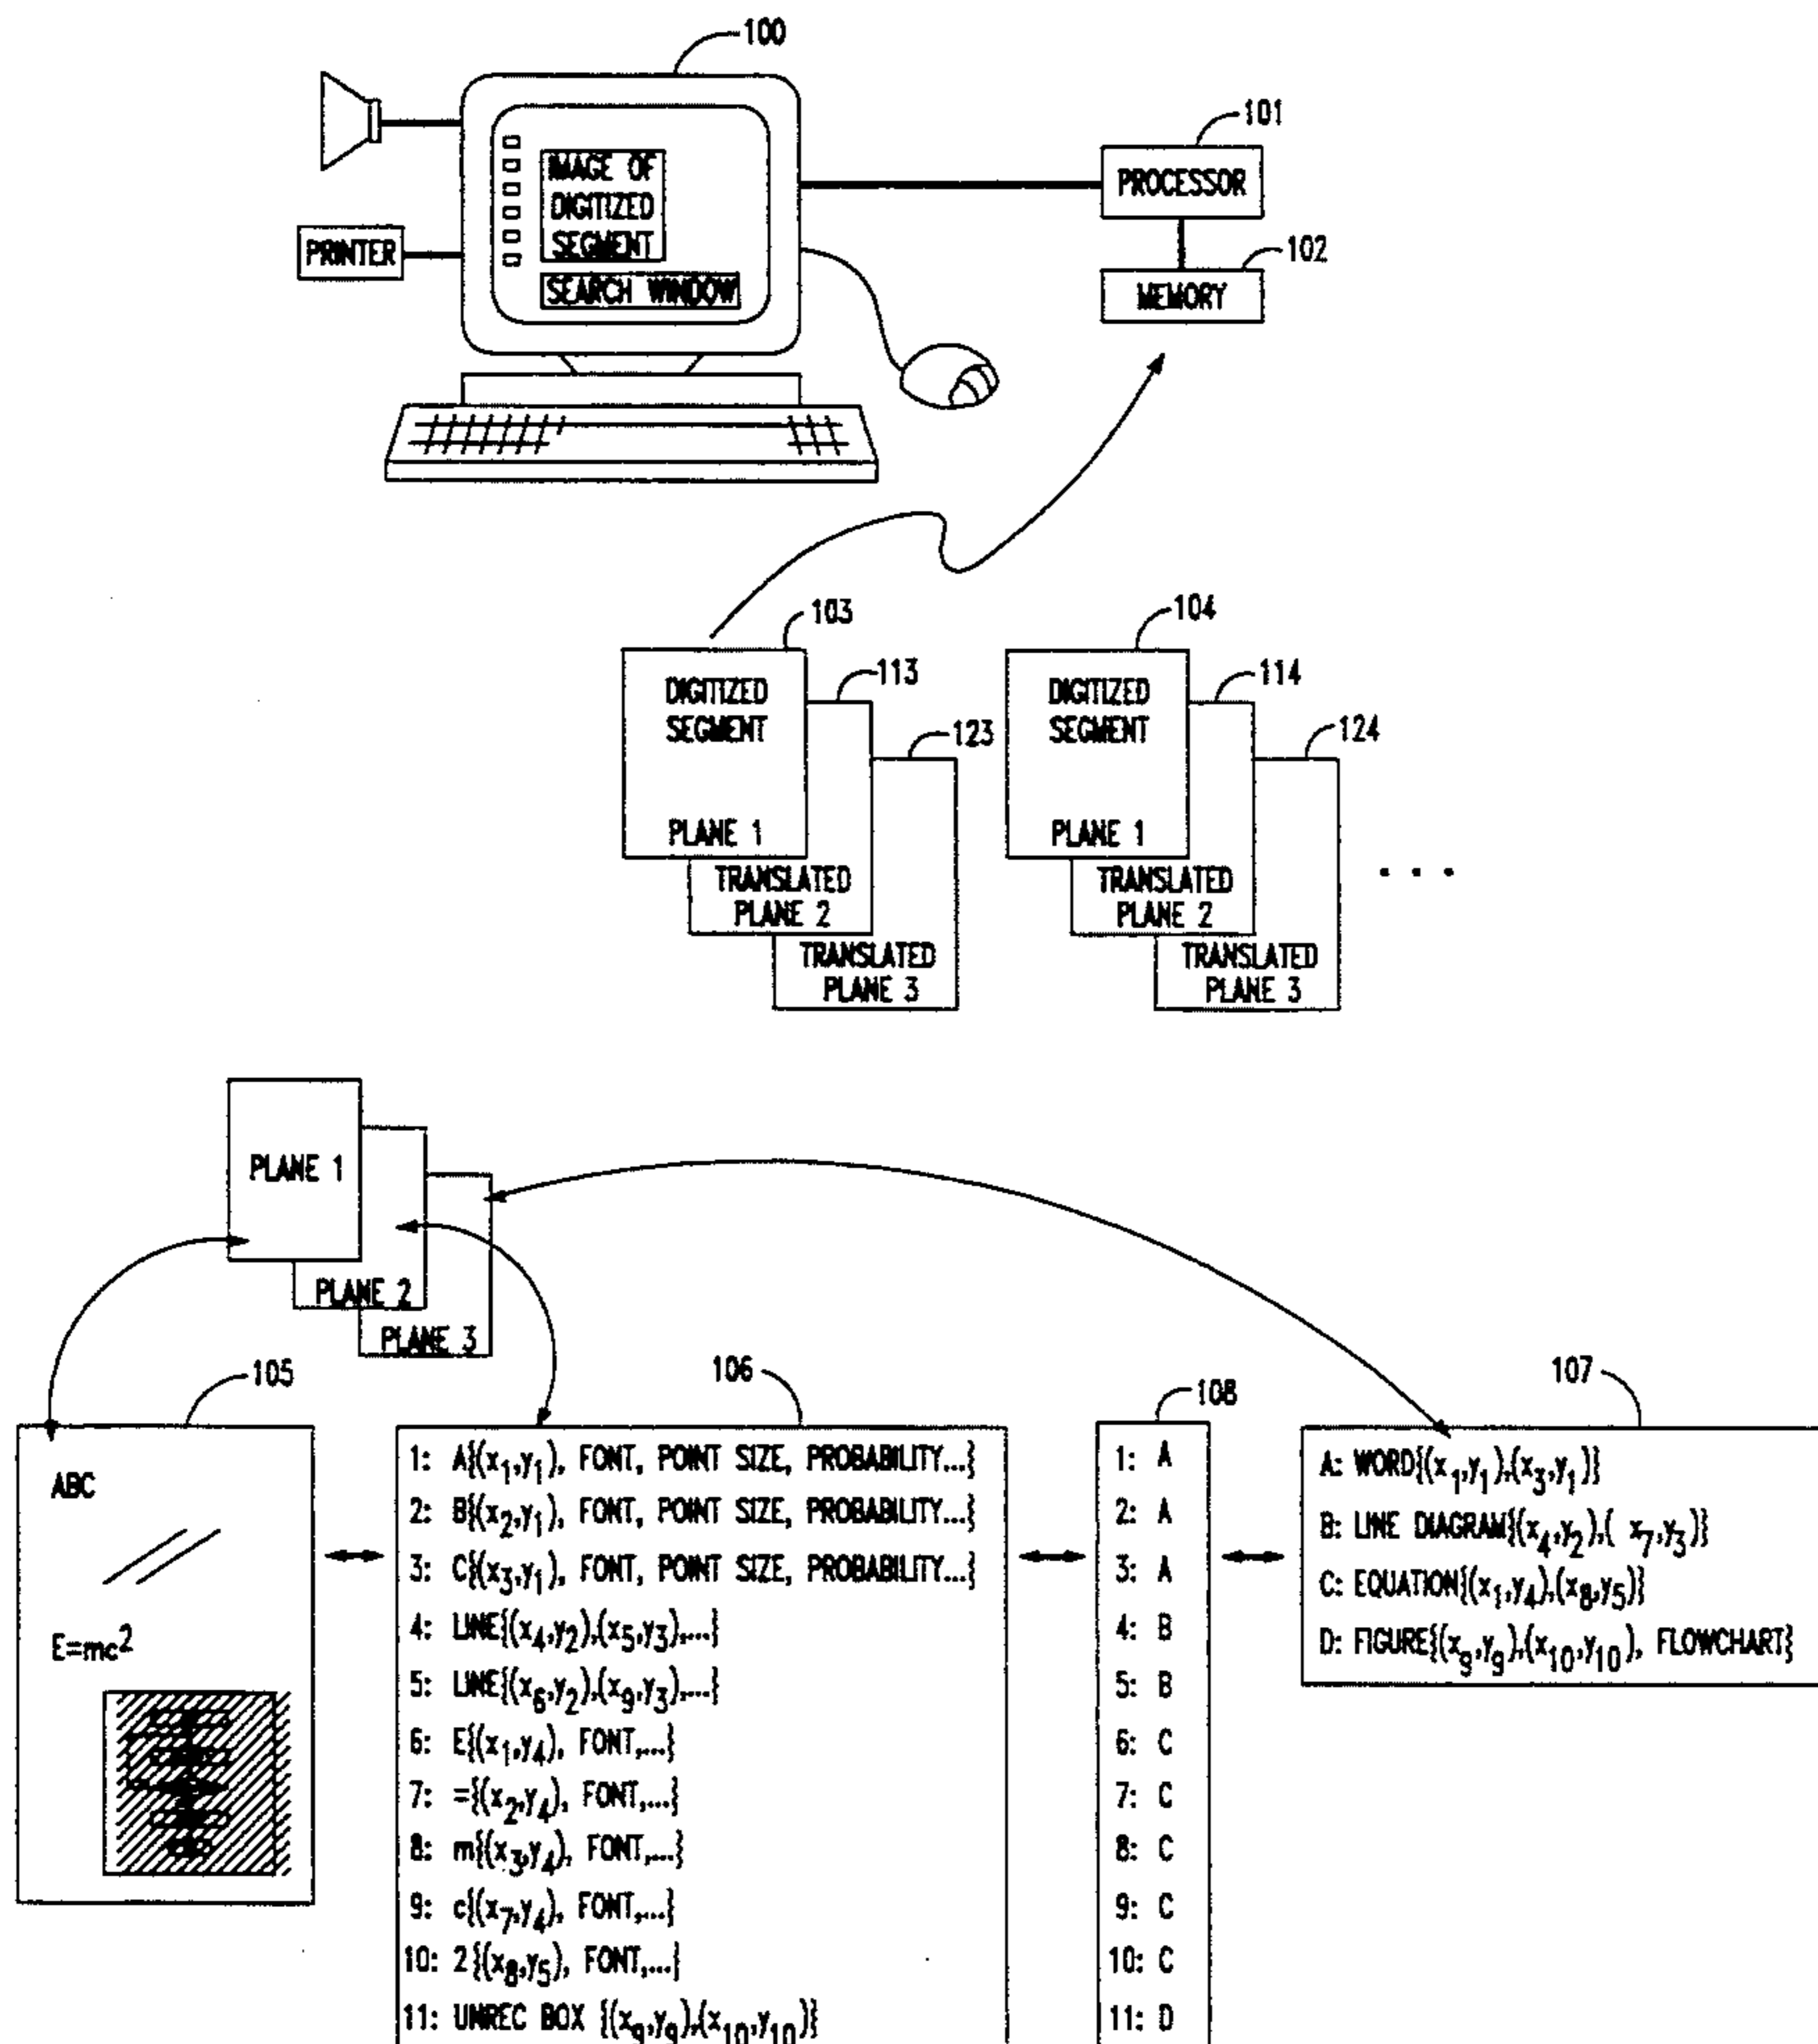 100
IMAGE OF
DIGITIZED
SEGMENT
SEARCH WINDOW
PRINTER
101
PROCESSOR
102
MEMORY
103
DIGITIZED
SEGMENT
PLANE 1
113
TRANSLATED
PLANE 2
123
TRANSLATED
PLANE 3
104
DIGITIZED
SEGMENT
PLANE 1
114
TRANSLATED
PLANE 2
124
TRANSLATED
PLANE 3
. . .
PLANE 1
PLANE 2
PLANE 3
105
ABC
E=mc²
106
1: A{(x₁,y₁), FONT, POINT SIZE, PROBABILITY...}
2: B{(x₂,y₁), FONT, POINT SIZE, PROBABILITY...}
3: C{(x₃,y₁), FONT, POINT SIZE, PROBABILITY...}
4: LINE{(x₄,y₂),(x₅,y₃),...}
5: LINE{(x₆,y₂),(x₉,y₃),...}
6: E{(x₁,y₄), FONT,...}
7: ={(x₂,y₄), FONT,...}
8: m{(x₃,y₄), FONT,...}
9: c{(x₇,y₄), FONT,...}
10: 2{(x₈,y₅), FONT,...}
11: UNREC BOX {(x₉,y₉),(x₁₀,y₁₀)}
108
1: A
2: A
3: A
4: B
5: B
6: C
7: C
8: C
9: C
10: C
11: D
107
A: WORD{(x₁,y₁),(x₃,y₁)}
B: LINE DIAGRAM{(x₄,y₂),( x₇,y₃)}
C: EQUATION{(x₁,y₄),(x₈,y₅)}
D: FIGURE{(x₉,y₉),(x₁₀,y₁₀), FLOWCHART}